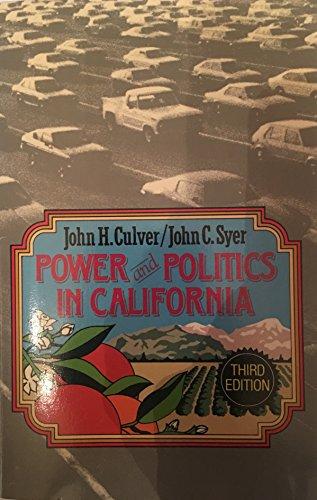 John H. Culver/John C. Syer
POWER and POLITICS
IN CALIFORNIA
THIRD
EDITION